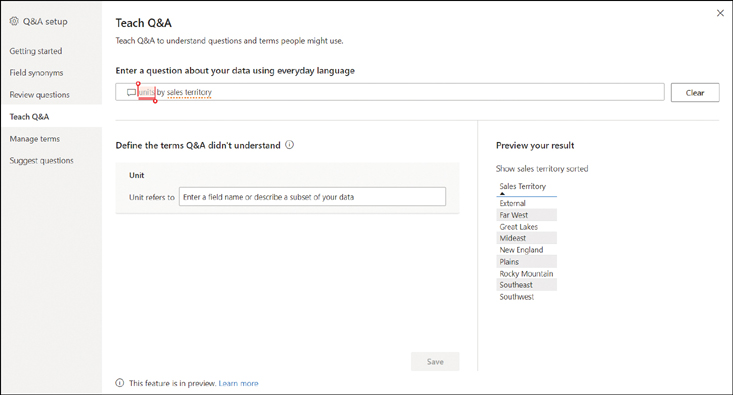 Q&A setup
Getting started
Field synonyms
Review questions
Teach Q&A
Manage terms
Suggest questions
Teach Q&A
Teach Q&A to understand questions and terms people might use.
Enter a question about your data using everyday language
units by sales territory
Clear
Define the terms Q&A didn't understand
Unit
Unit refers to
Enter a field name or describe a subset of your data
Save
This feature is in preview. Learn more
Preview your result
Show sales territory sorted
Sales Territory
External
Far West
Great Lakes
Mideast
New England
Plains
Rocky Mountain
Southeast
Southwest